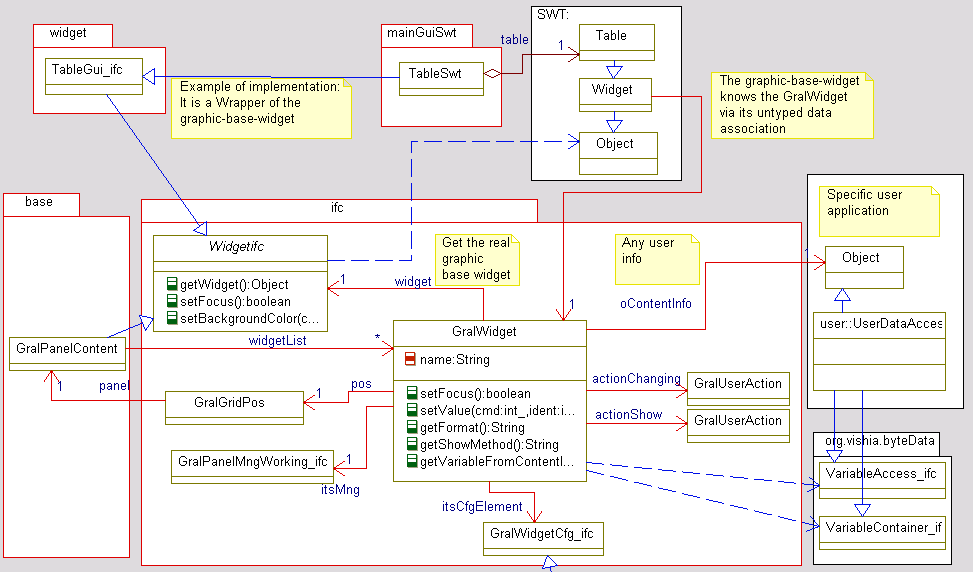 widget
TableGui_ifc
Example of implementation:
It is a Wrapper of the
graphic-base-widget
mainGuiSwt
TableSwt
table
1
SWT:
Table
Widget
Object
The graphic-base-widget
knows the GralWidget
via its untyped data
association
base
ifc
Widgetifc
getWidget():Object
setFocus():boolean
setBackgroundColor(c...
Get the real
graphic
base widget
Any user
info
Specific user
application
Object
user::UserDataAcces
widget
1
1
oContentInfo
GralPanelContent
widgetList
*
GralWidget
name:String
setFocus():boolean
setValue(cmd:int_,ident:i...
getFormat():String
getShowMethod():String
getVariableFromContentI...
panel
1
GralGridPos
pos
1
actionChanging
GralUserAction
actionShow
GralUserAction
GralPanelMngWorking_ifc
1
itsMng
itsCfgElement
GralWidgetCfg_ifc
org.vishia.byteData
VariableAccess_ifc
VariableContainer_if